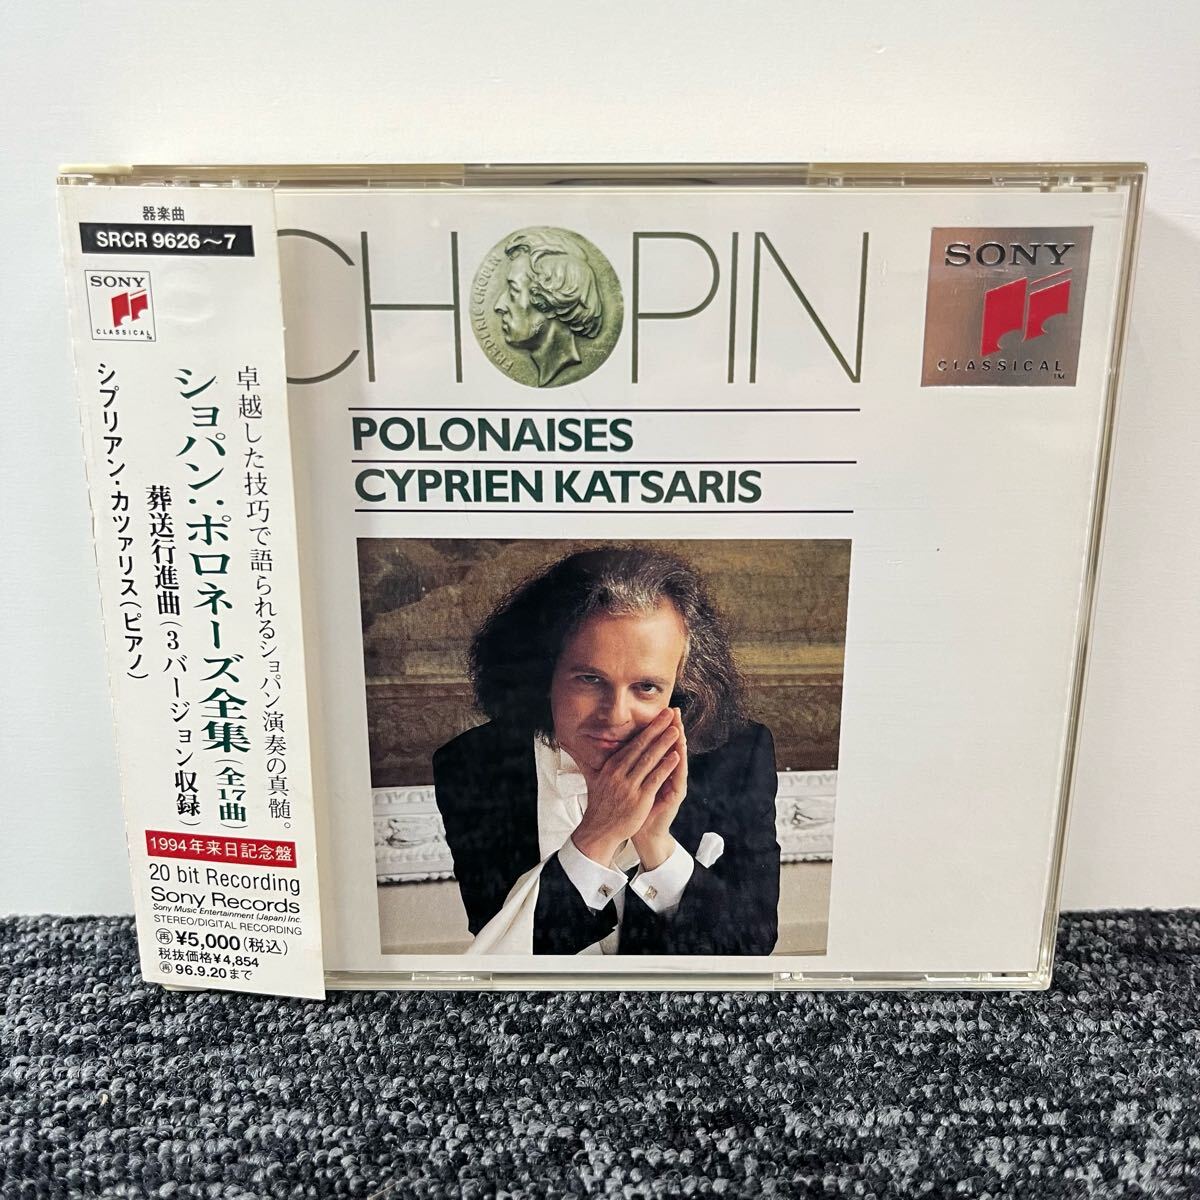 器楽曲
SRCR 9626～7
SONY
CLASSICAL
TM
卓越した技巧で語られるショパン演奏の真髄。
ショパン：ポロネーズ全集(全17曲)
葬送行進曲(3バージョン収録)
シプリアン・カツァリス(ピアノ)
1994年来日記念盤
20 bit Recording
Sony Records
Sony Music Entertainment (Japan) Inc.
STEREO/DIGITAL RECORDING
再 ¥5,000(税込)
税抜価格¥4,854
再 96.9.20まで
CHOPIN
FREDERIC CHOPIN
POLONAISES
CYPRIEN KATSARIS
SONY
CLASSICAL
TM